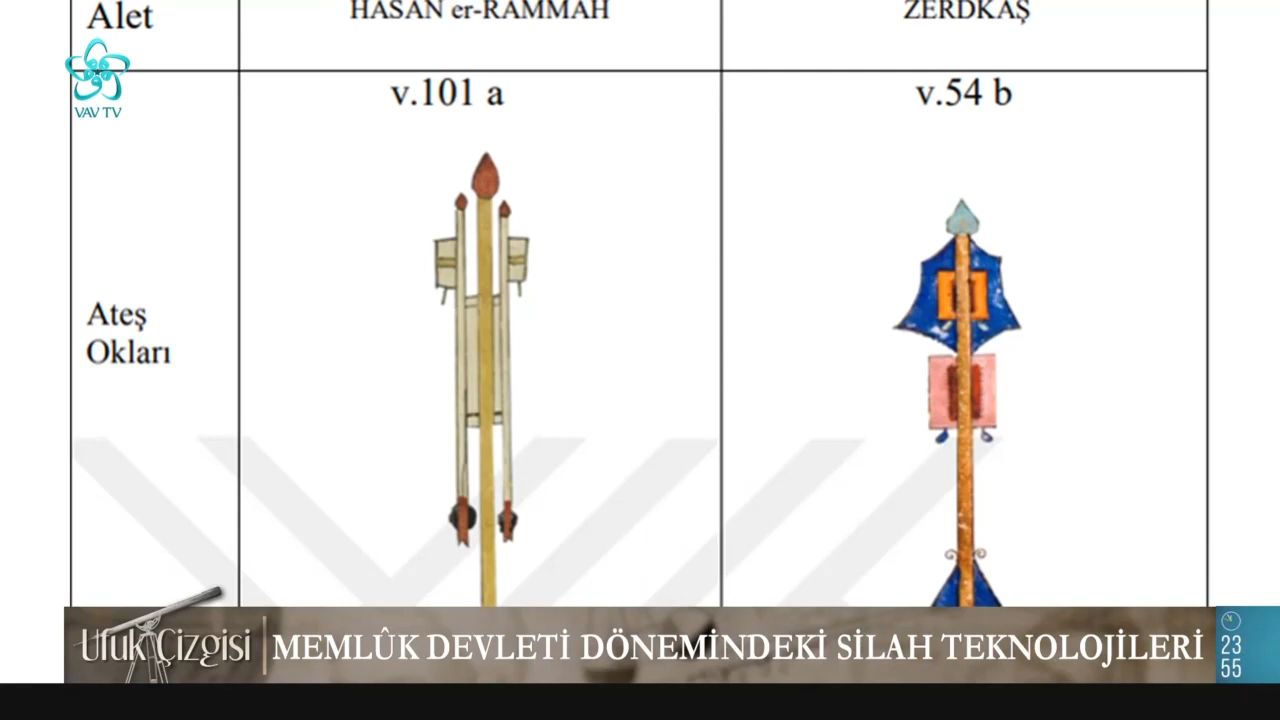 Alet
HASAN er-RAMMAH
ZERDKAŞ
VAV TV
v.101 a
v.54 b
Ateş
Okları
Ufuk Çizgisi
MEMLÛK DEVLETİ DÖNEMİNDEKİ SİLAH TEKNOLOJİLERİ
23
55